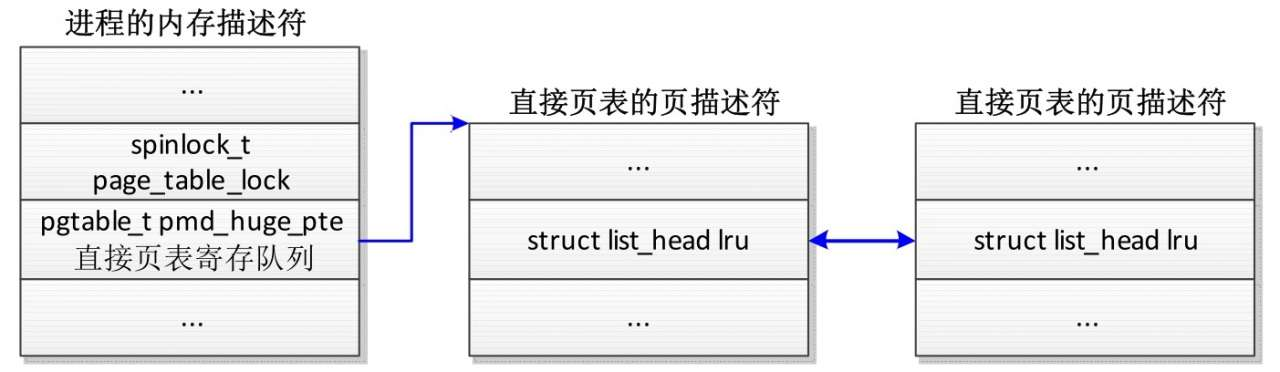 进程的内存描述符
...
spinlock_t
page_table_lock
pgtable_t pmd_huge_pte
直接页表寄存队列
...
直接页表的页描述符
...
struct list_head lru
...
直接页表的页描述符
...
struct list_head lru
...